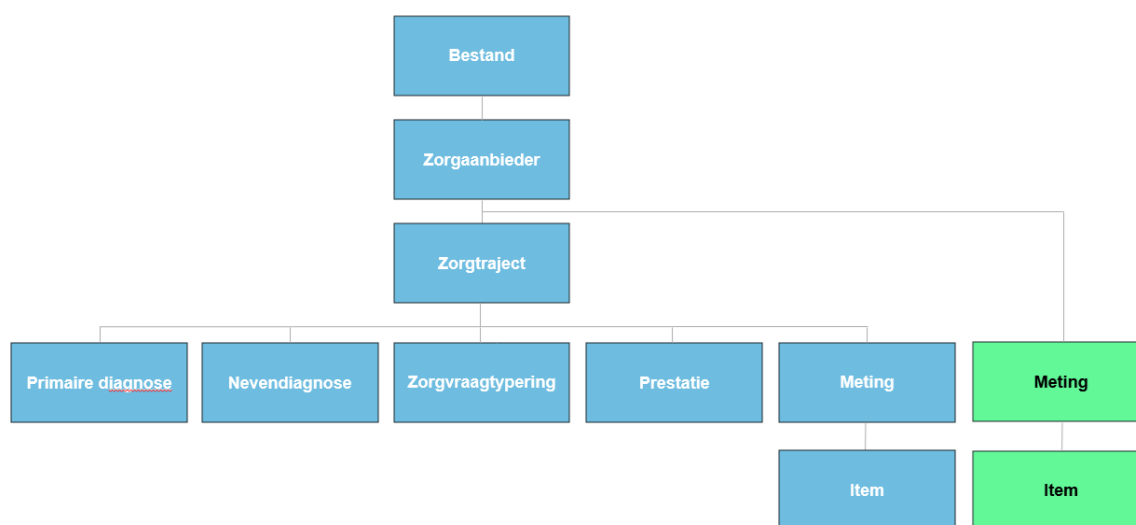 Bestand
Zorgaanbieder
Zorgtraject
Primaire diagnose
Nevendiagnose
Zorgvraagtypering
Prestatie
Meting
Meting
Item
Item